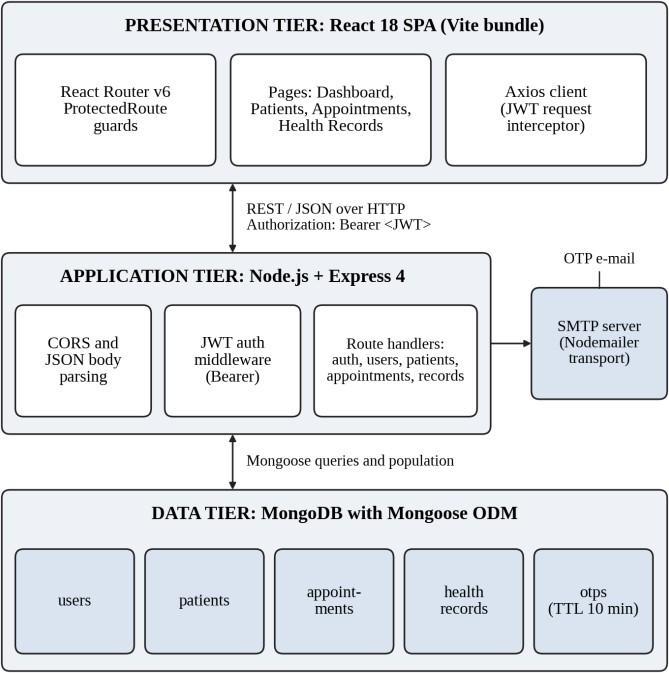 PRESENTATION TIER: React 18 SPA (Vite bundle)
React Router v6
ProtectedRoute
guards
Pages: Dashboard,
Patients, Appointments,
Health Records
Axios client
(JWT request
interceptor)
REST / JSON over HTTP
Authorization: Bearer <JWT>
APPLICATION TIER: Node.js + Express 4
CORS and
JSON body
parsing
JWT auth
middleware
(Bearer)
Route handlers:
auth, users, patients,
appointments, records
OTP e-mail
SMTP server
(Nodemailer
transport)
Mongoose queries and population
DATA TIER: MongoDB with Mongoose ODM
users
patients
appoint-
ments
health
records
otps
(TTL 10 min)